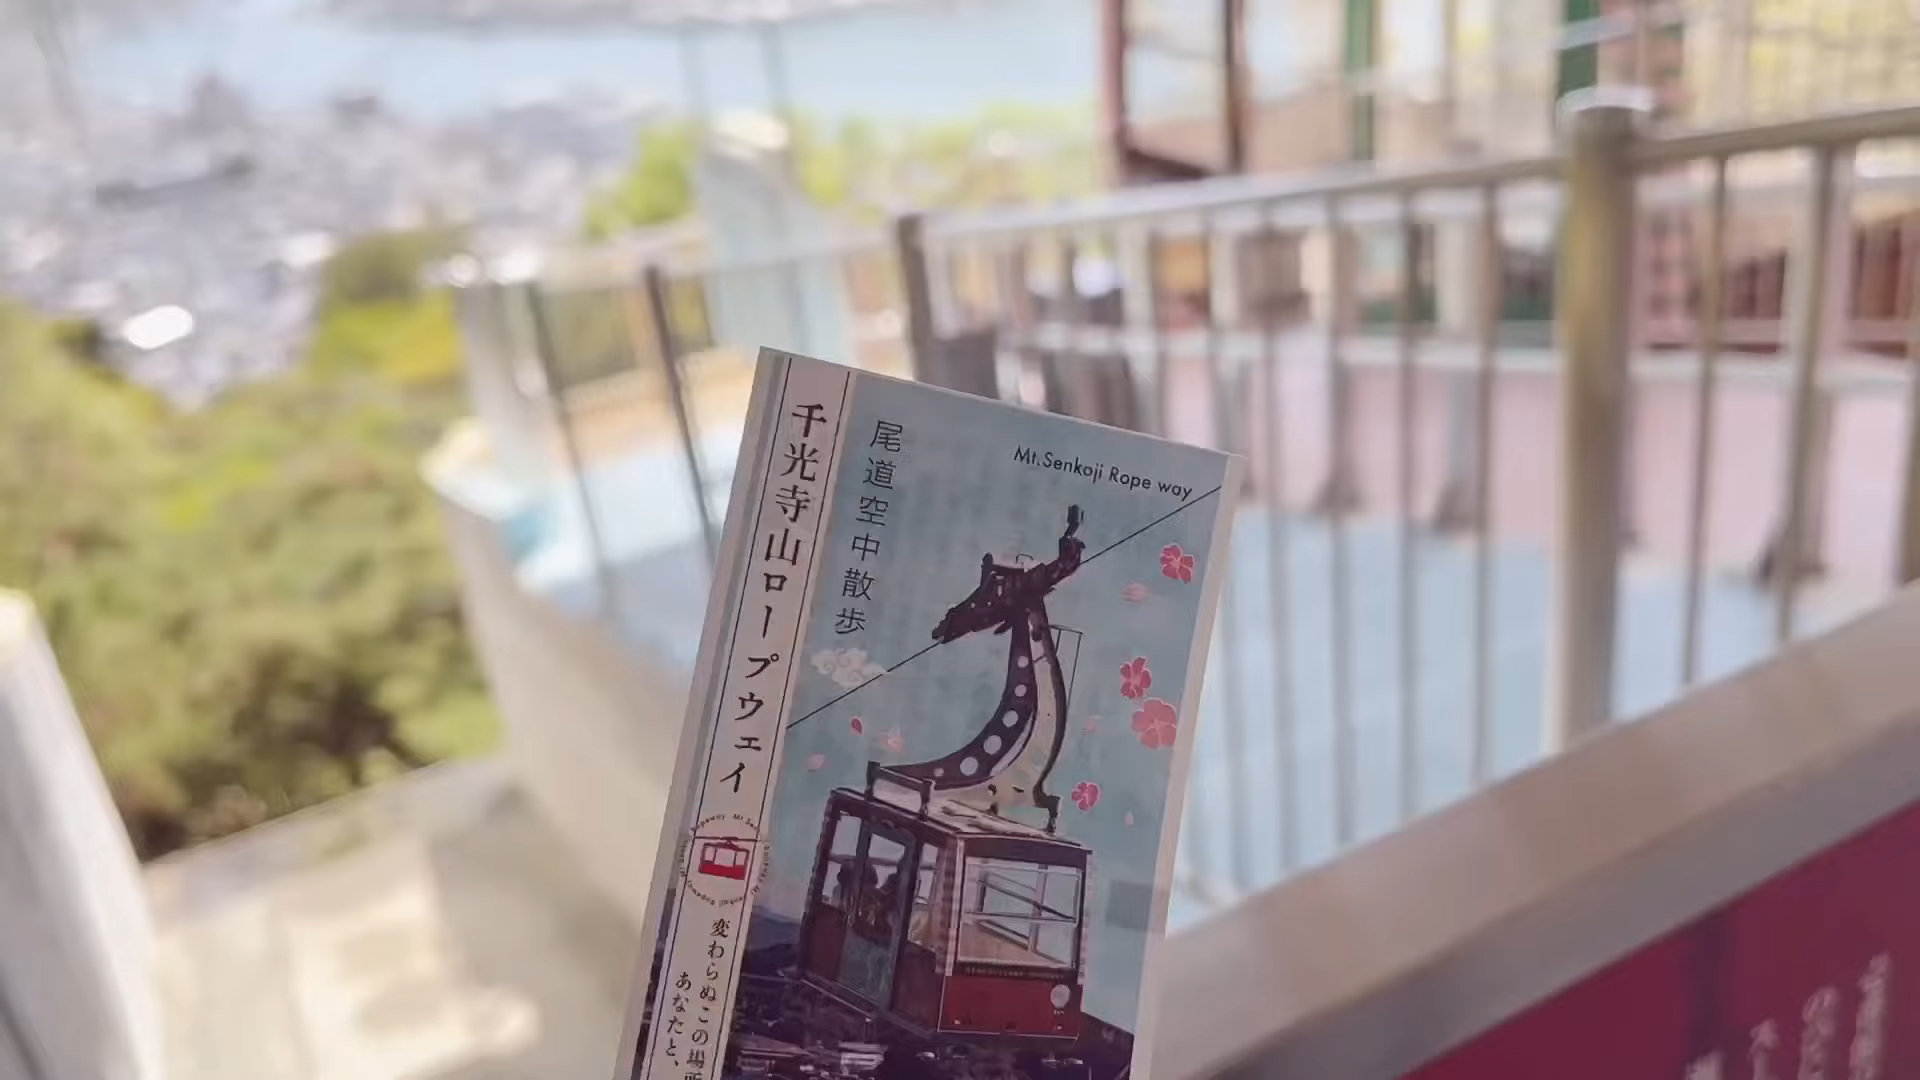 Mt.Senkoji Rope way
尾道空中散歩
千光寺山ロープウェイ
変わらぬこの場所
あなたと、